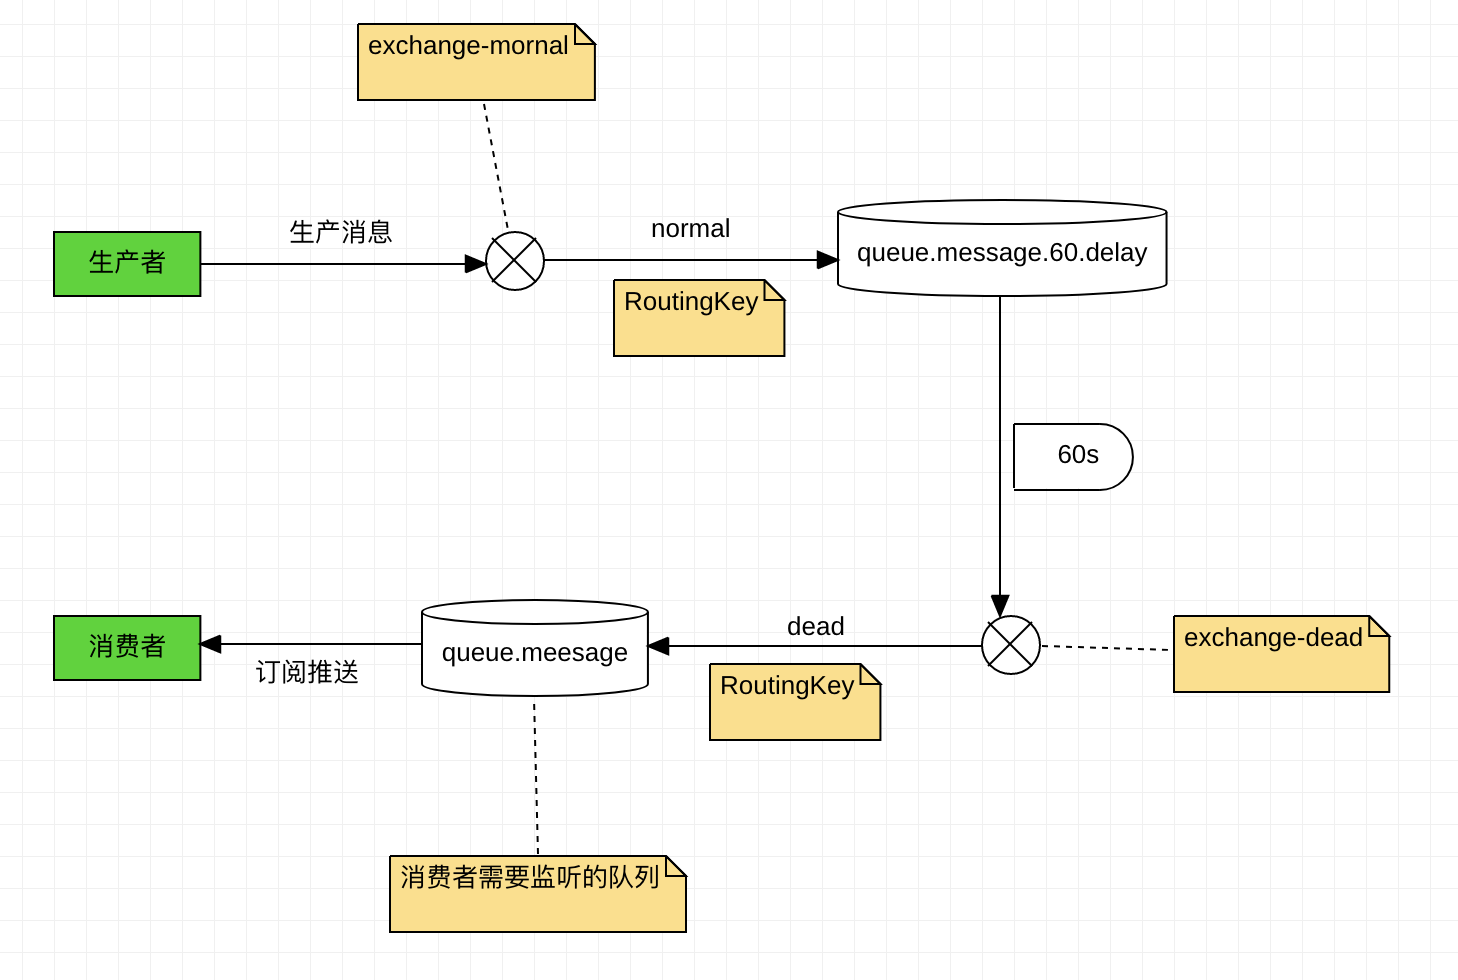 exchange-mornal
生产者
生产消息
normal
RoutingKey
queue.message.60.delay
60s
消费者
订阅推送
queue.meesage
dead
RoutingKey
exchange-dead
消费者需要监听的队列